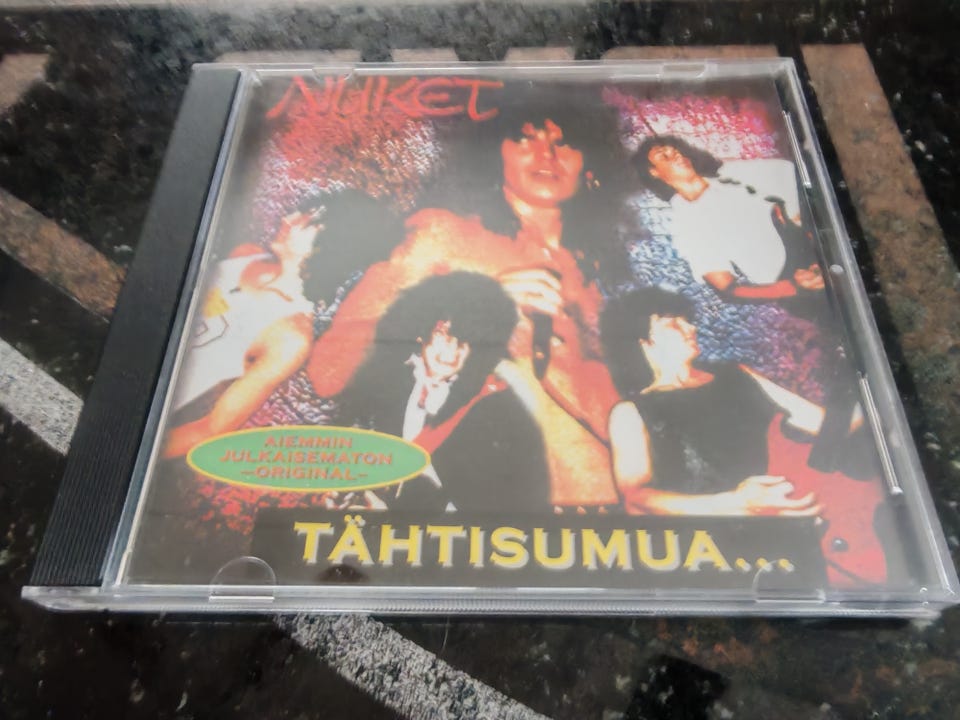 NUKET
AIEMMIN
JULKAISEMATON
-ORIGINAL-
TÄHTISUMUA...